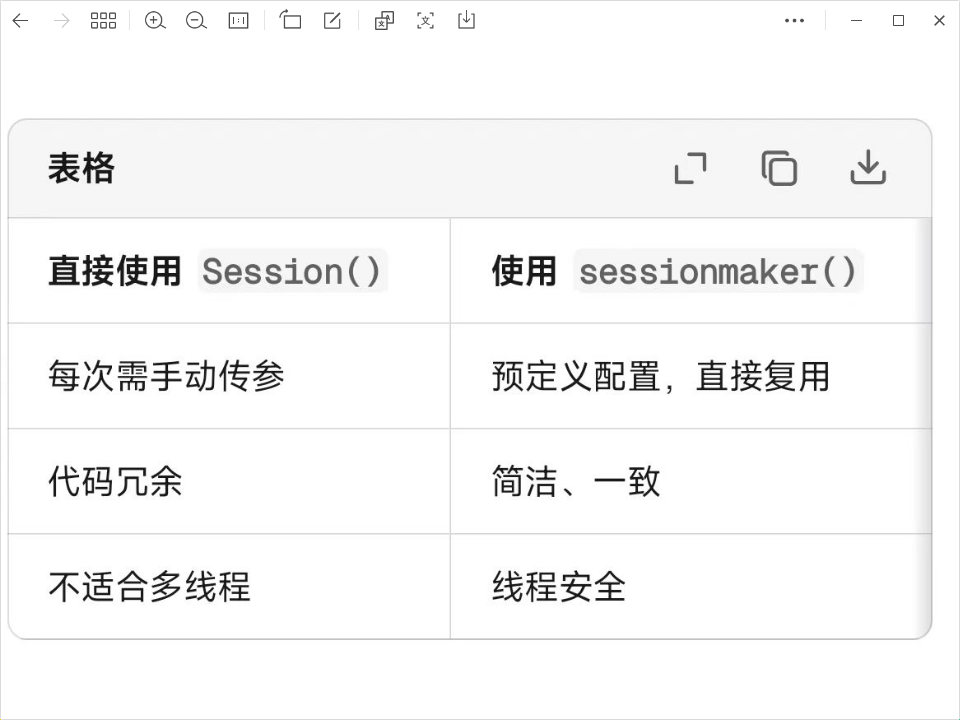 表格
直接使用 Session() 使用 sessionmaker()
每次需手动传参 预定义配置，直接复用
代码冗余 简洁、一致
不适合多线程 线程安全